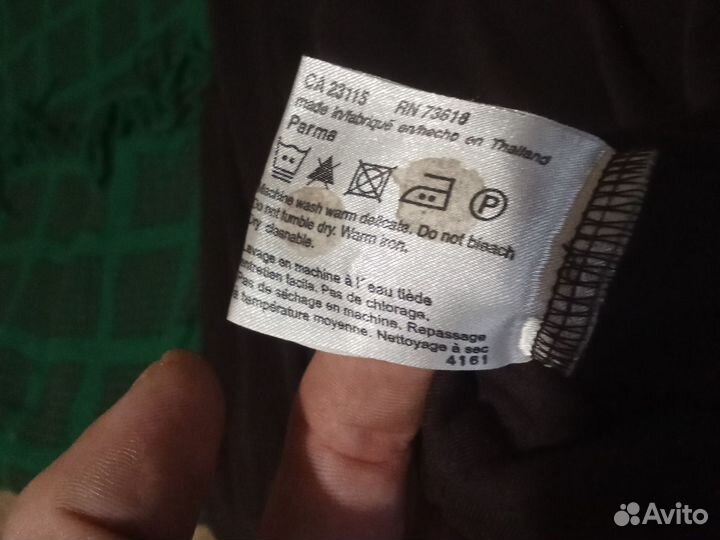 CA 23115 RN 73618
made in/fabriqué en/hecho en Thailand
Parma
P
Machine wash warm delicate. Do not bleach
Do not tumble dry. Warm iron.
Dry cleanable.
Lavage en machine à l' eau tiède
entretien facile. Pas de chlorage.
Pas de séchage en machine. Repassage
à température moyenne. Nettoyage à sec
4161
Avito